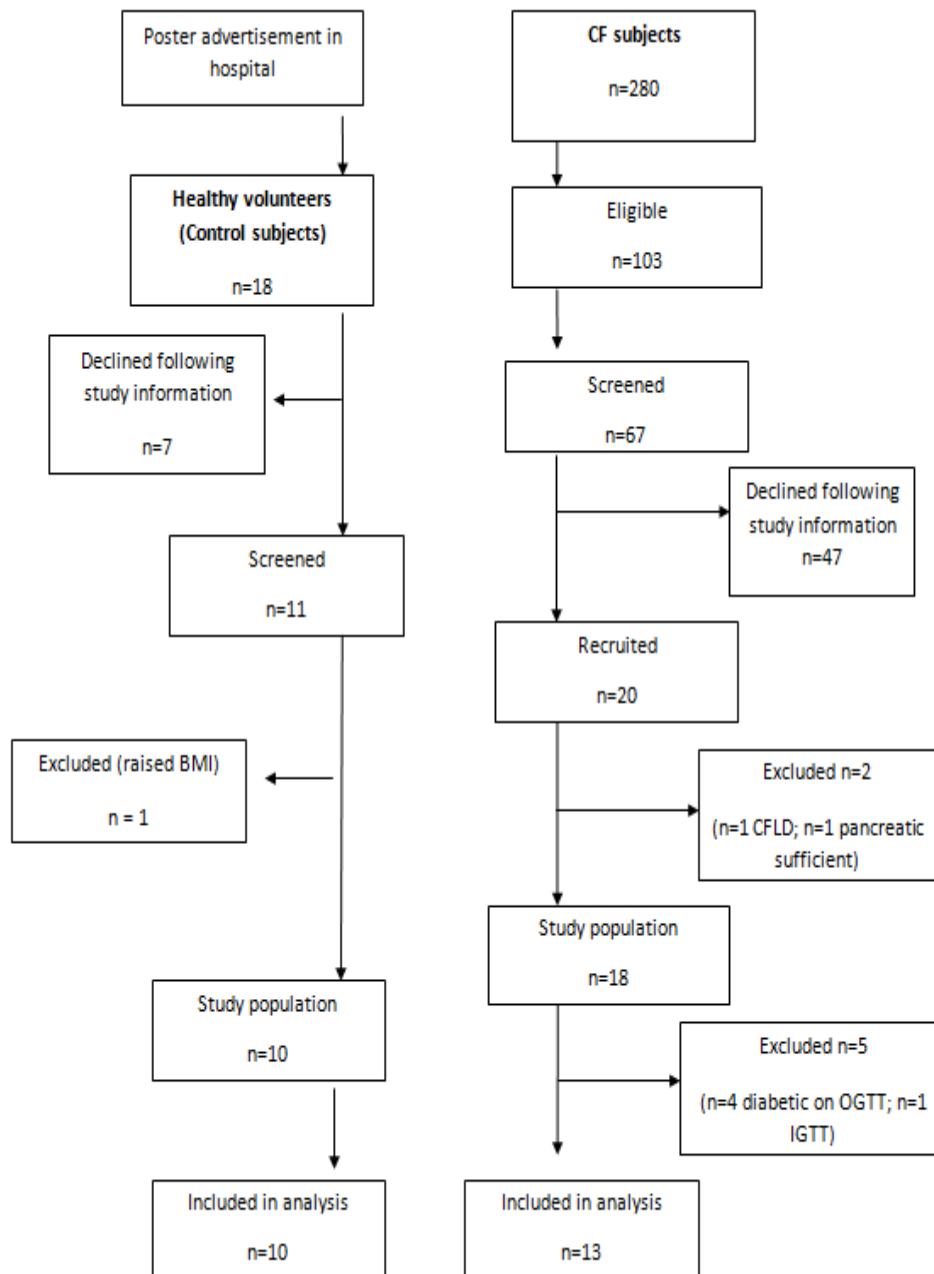 Poster advertisement in
hospital
Healthy volunteers
(Control subjects)
n=18
Declined following
study information
n=7
Screened
n=11
Excluded (raised BMI)
n = 1
Study population
n=10
Included in analysis
n=10
CF subjects
n=280
Eligible
n=103
Screened
n=67
Declined following
study information
n=47
Recruited
n=20
Excluded n=2
(n=1 CFLD; n=1 pancreatic
sufficient)
Study population
n=18
Excluded n=5
(n=4 diabetic on OGTT; n=1
IGTT)
Included in analysis
n=13